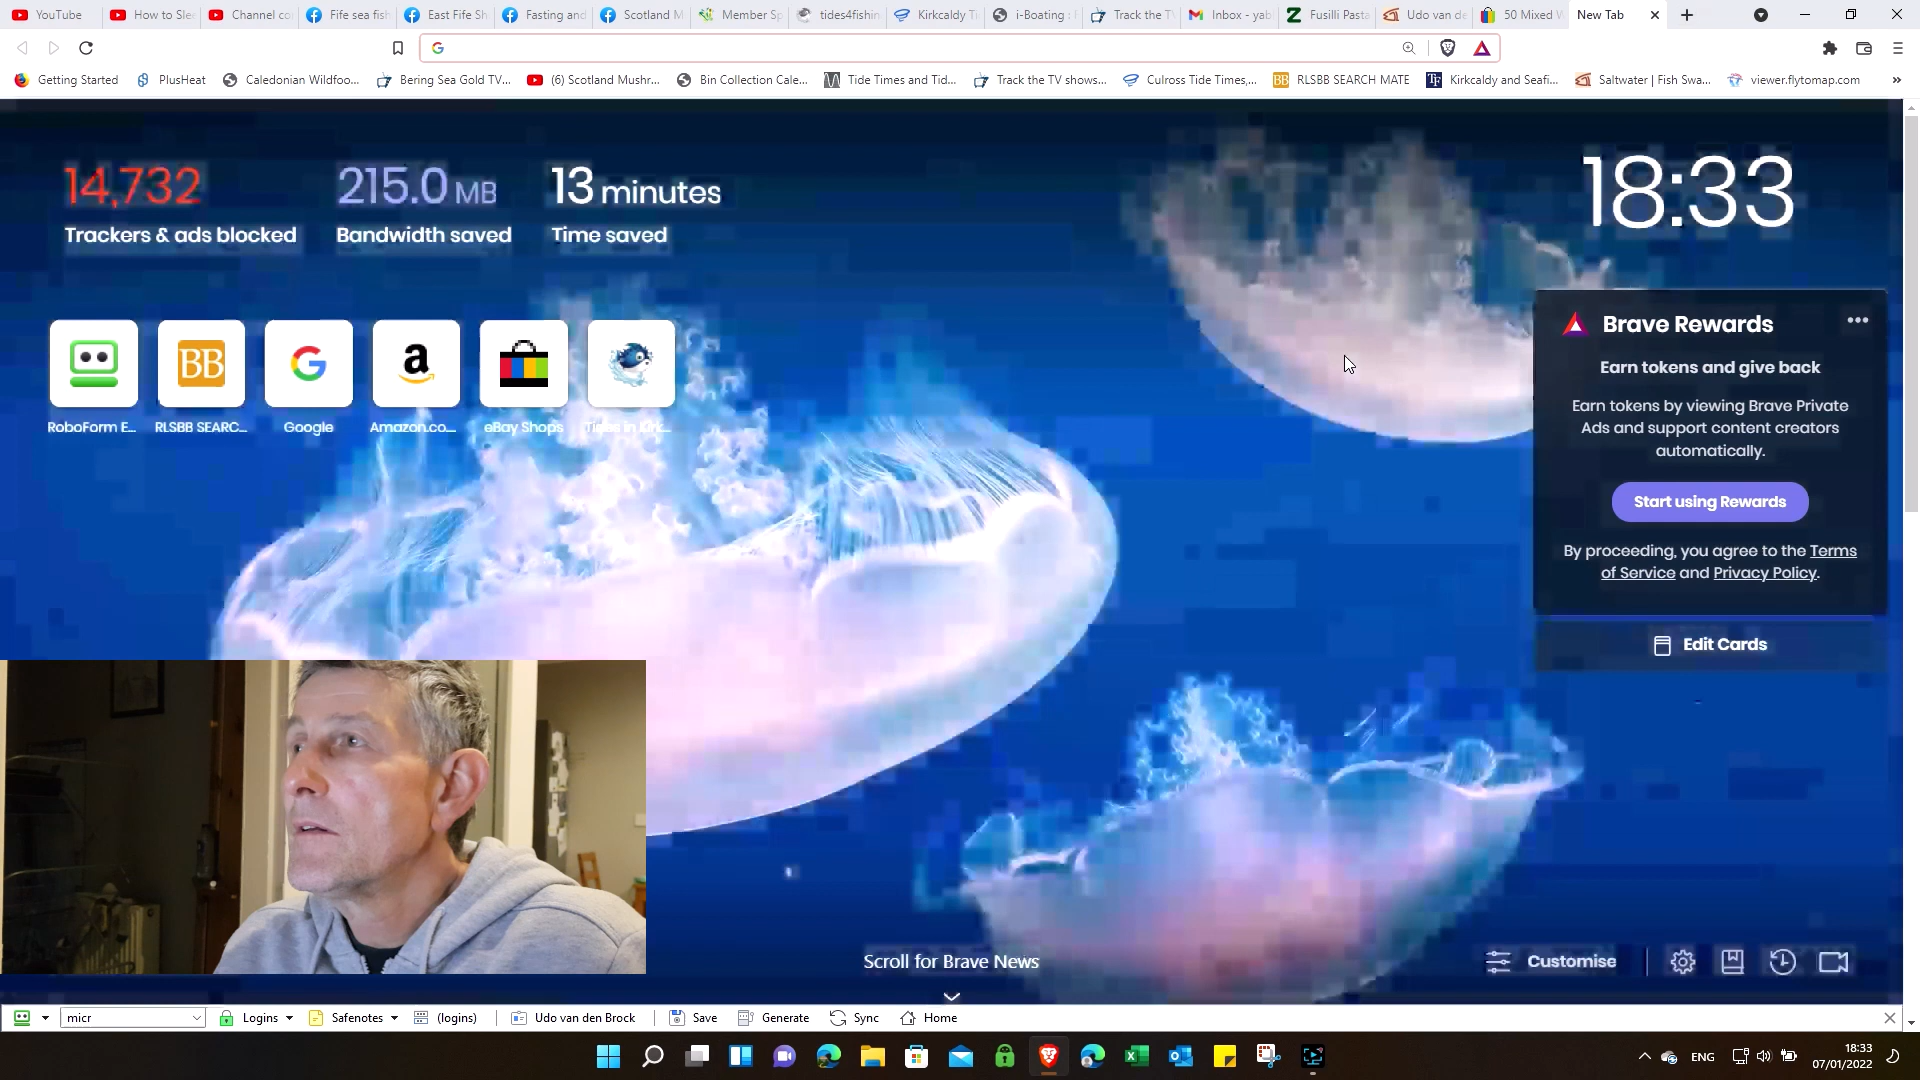 YouTube
How to Sle
Channel co
Fife sea fish
East Fife Sh
Fasting and
Scotland M
Member Sp
tides4fishin
Kirkcaldy Ti
i-Boating :
Track the TV
Inbox - yab
Fusilli Pasta
Udo van de
50 Mixed
New Tab
Getting Started
PlusHeat
Caledonian Wildfoo...
Bering Sea Gold TV...
(6) Scotland Mushr...
Bin Collection Cale...
Tide Times and Tid...
Track the TV shows...
Culross Tide Times,...
RLSBB SEARCH MATE
Kirkcaldy and Seafi...
Saltwater | Fish Swa...
viewer.flytomap.com
14,732
Trackers & ads blocked
215.0 MB
Bandwidth saved
13 minutes
Time saved
18:33
RoboForm E...
BB
RLSBB SEARC...
Google
Amazon.co...
eBay Shops
Tides in Kirk...
Brave Rewards
Earn tokens and give back
Earn tokens by viewing Brave Private
Ads and support content creators
automatically.
Start using Rewards
By proceeding, you agree to the Terms
of Service and Privacy Policy.
Edit Cards
Scroll for Brave News
Customise
micr
Logins
Safenotes
(logins)
Udo van den Brock
Save
Generate
Sync
Home
ENG
18:33
07/01/2022